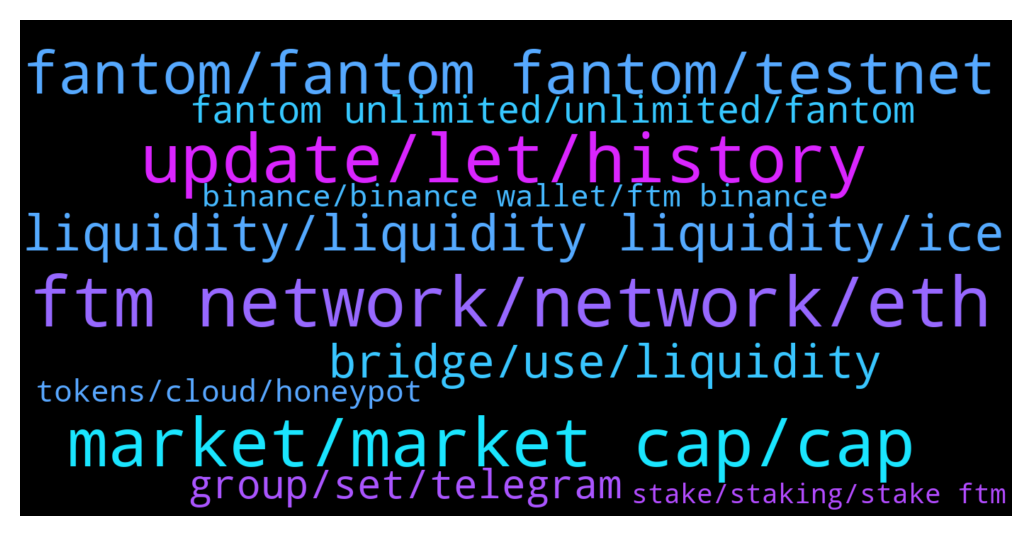 fantom/fantom fantom/testnet
fantom unlimited/unlimited/fantom
update/let/history
binance/binance wallet/ftm binance
liquidity/liquidity liquidity/ice
ftm network/network/eth
bridge/use/liquidity
tokens/cloud/honeypot
market/market cap/cap
group/set/telegram
stake/staking/stake ftm